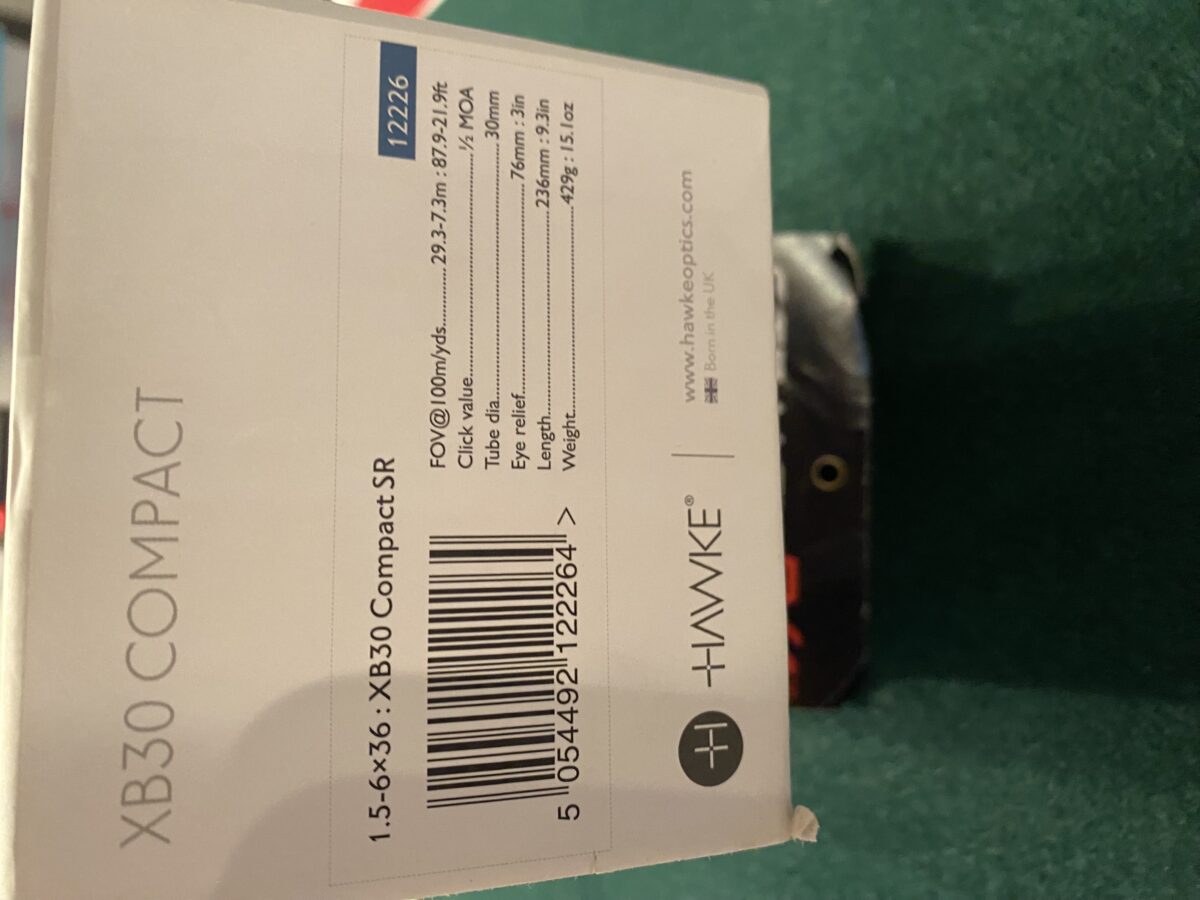 XB30 COMPACT
12226
1.5-6×36 : XB30 Compact SR
FOV@100m/yds..........29.3-7.3m : 87.9-21.9ft
Click value..........½ MOA
Tube dia..........30mm
Eye relief..........76mm : 3in
Length..........236mm : 9.3in
Weight..........429g : 15.1oz
5 054492 122264 >
H HAWKE®
www.hawkeoptics.com
Born in the UK